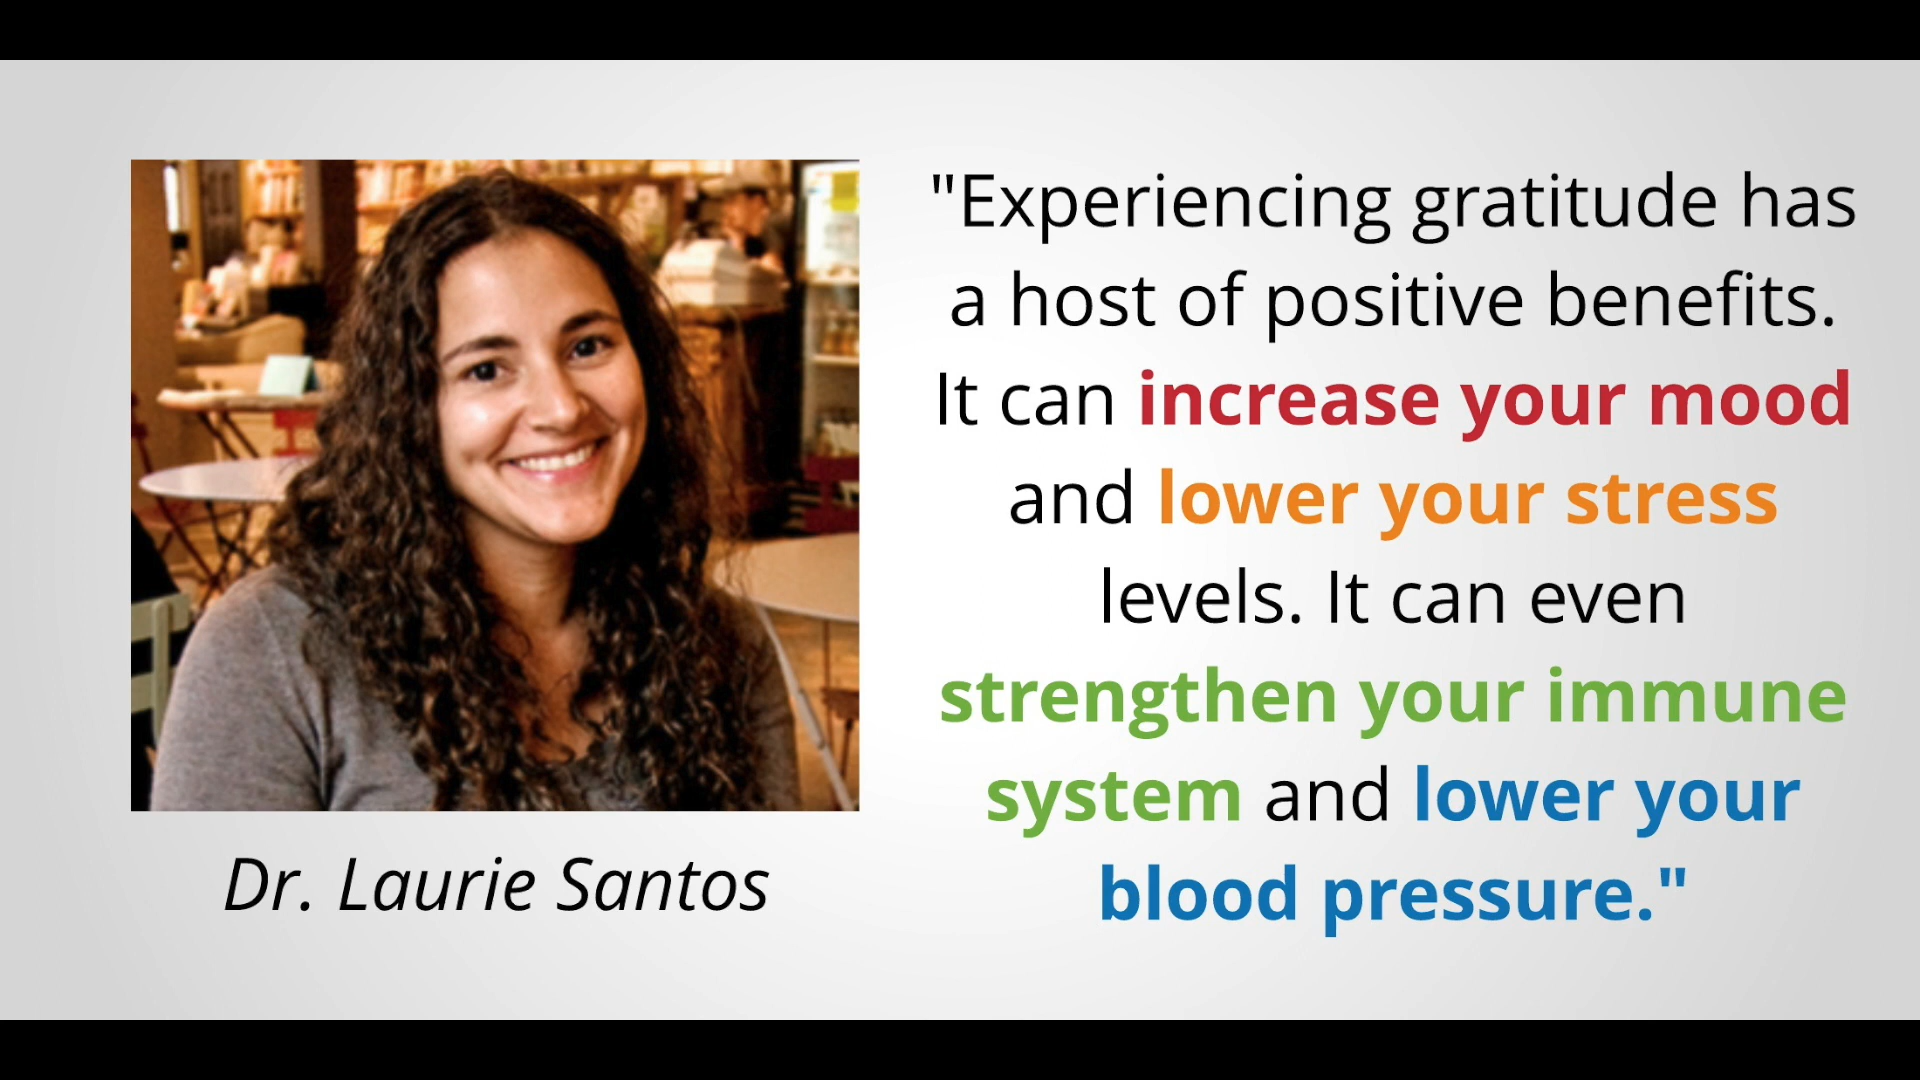 "Experiencing gratitude has
a host of positive benefits.
It can increase your mood
and lower your stress
levels. It can even
strengthen your immune
system and lower your
blood pressure."
Dr. Laurie Santos